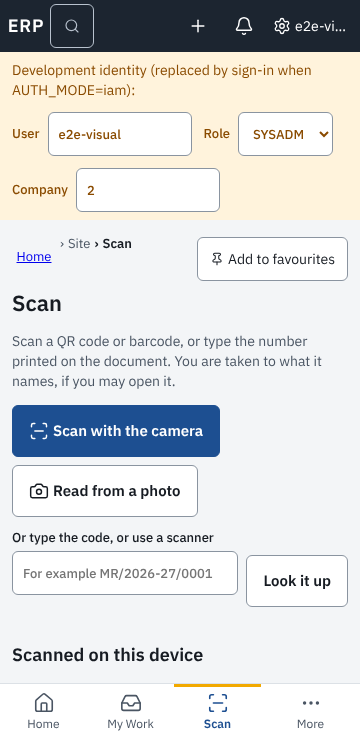 ERP
e2e-vi...
Development identity (replaced by sign-in when
AUTH_MODE=iam):
User e2e-visual Role SYSADM
Company 2
Home › Site › Scan
Add to favourites
Scan
Scan a QR code or barcode, or type the number
printed on the document. You are taken to what it
names, if you may open it.
Scan with the camera
Read from a photo
Or type the code, or use a scanner
For example MR/2026-27/0001 Look it up
Scanned on this device
Home My Work Scan More